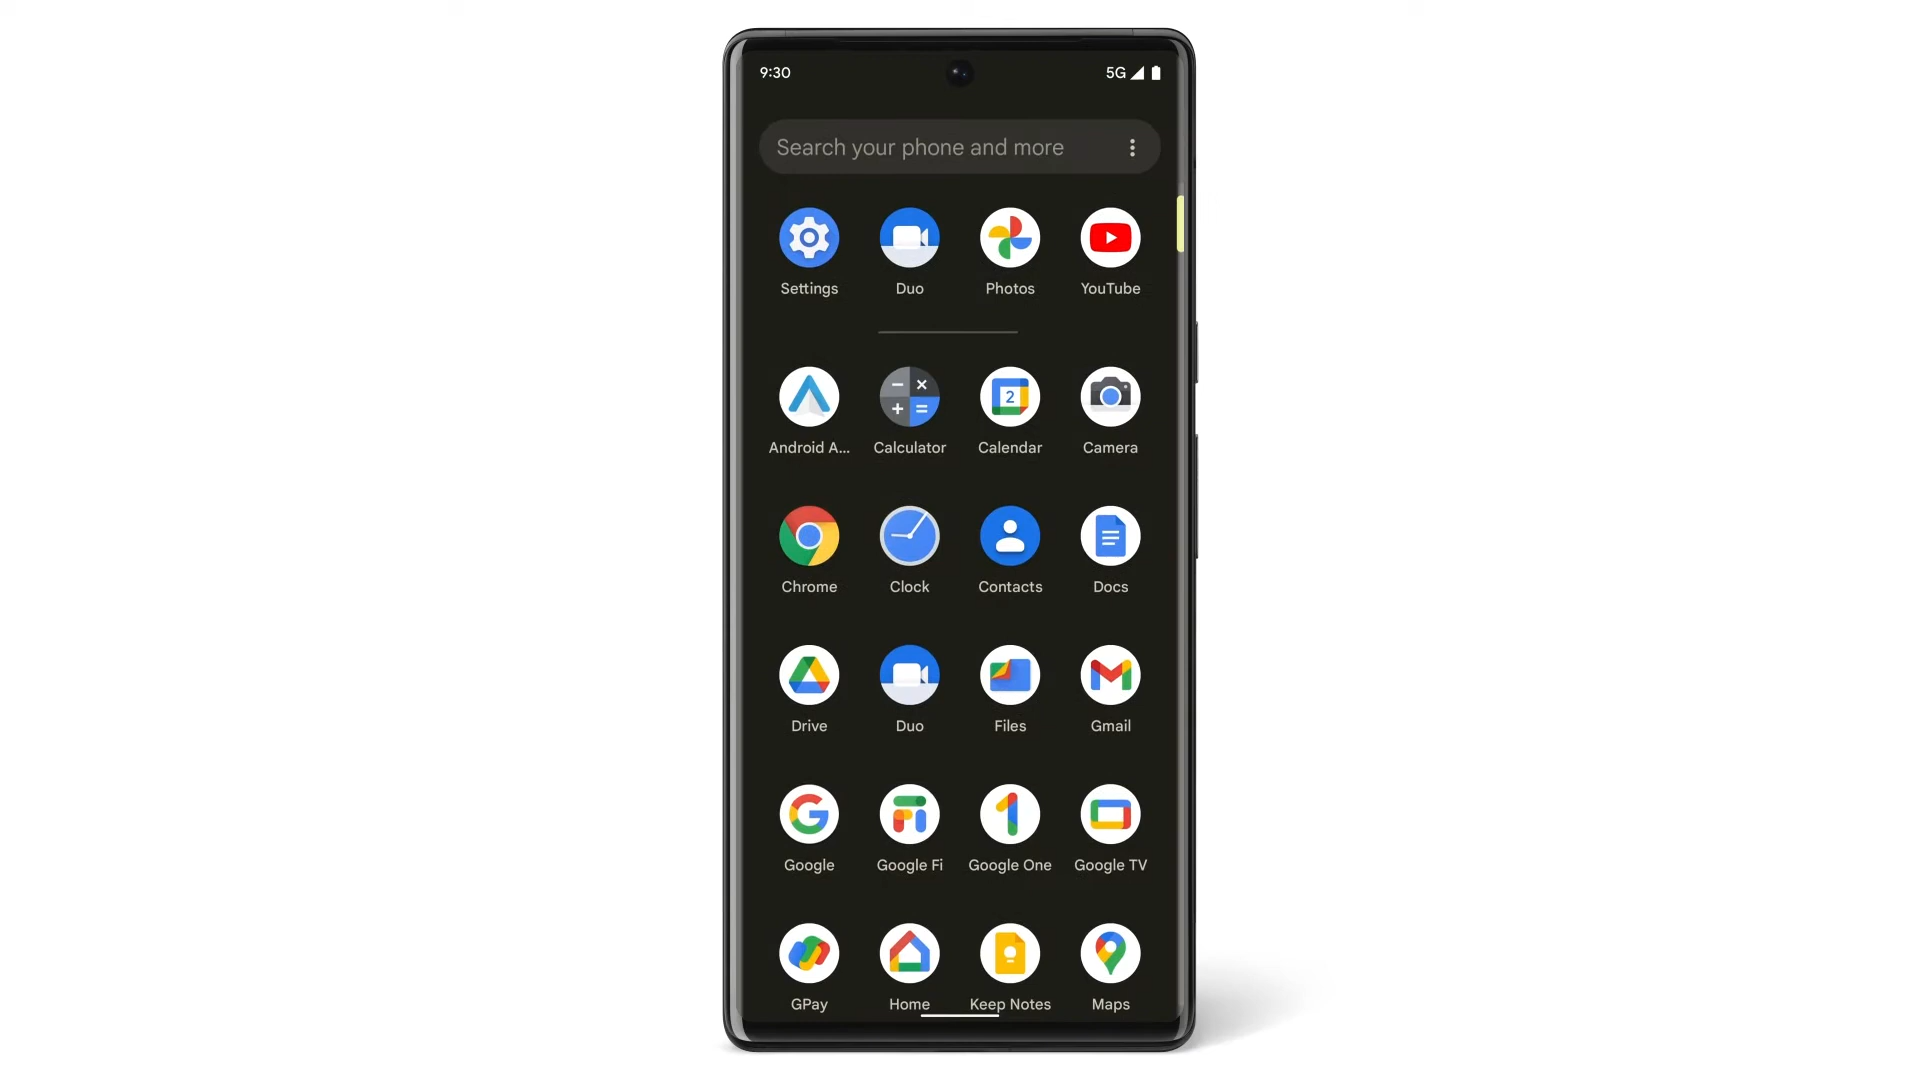 9:30 5G
Search your phone and more
Settings Duo Photos YouTube
2
Android A... Calculator Calendar Camera
Chrome Clock Contacts Docs
Drive Duo Files Gmail
Google Google Fi Google One Google TV
GPay Home Keep Notes Maps